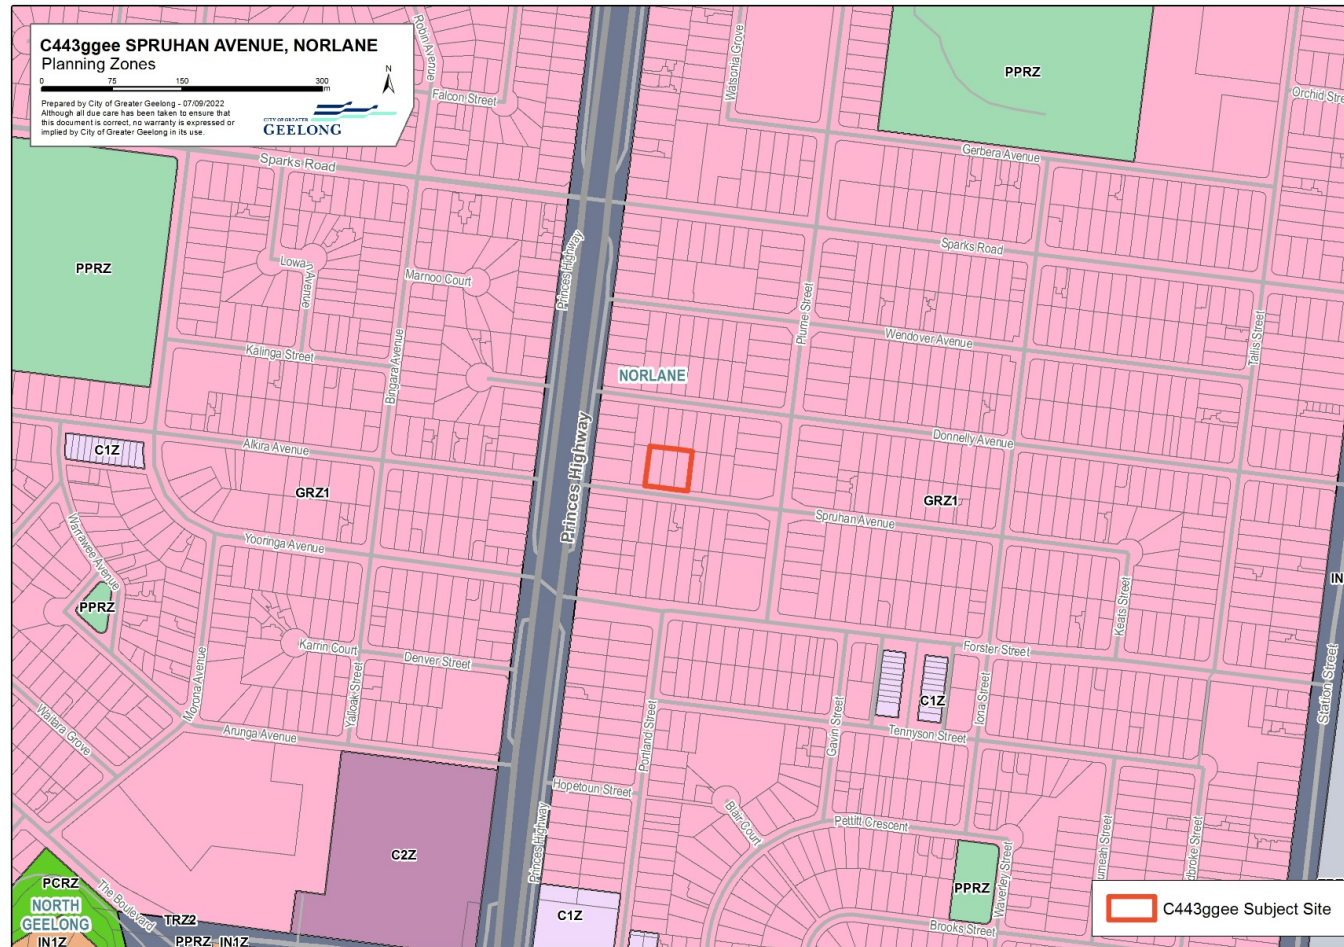 C443ggee SPRUHAN AVENUE, NORLANE
Planning Zones
0 75 150 300
m
N
Prepared by City of Greater Geelong - 07/09/2022
Although all due care has been taken to ensure that
this document is correct, no warranty is expressed or
implied by City of Greater Geelong in its use.
CITY OF GREATER
GEELONG
Robin Avenue
Falcon Street
Watsonia Grove
PPRZ
Gerbera Avenue
Sparks Road
PPRZ
Lowan Avenue
Marnoo Court
Princes Highway
Sparks Road
Plume Street
Wendover Avenue
Tallis Street
Kalinga Street
Bingara Avenue
NORLANE
Alkira Avenue
C1Z
GRZ1
Princes Highway
Donnelly Avenue
GRZ1
Spruhan Avenue
Warrawee Avenue
Yooringa Avenue
PPRZ
Keats Street
Karrin Court
Denver Street
Forster Street
Morona Avenue
Yalloak Street
Portland Street
Gavin Street
C1Z
Iona Street
Station Street
Wattara Grove
Arunga Avenue
Tennyson Street
Hopetoun Street
Blair Court
Pettitt Crescent
C2Z
Princes Highway
Waverley Street
PPRZ
PCRZ
NORTH
GEELONG
The Boulevard
TRZ2
C1Z
Brooks Street
IN1Z
PPRZ
IN1Z
C443ggee Subject Site